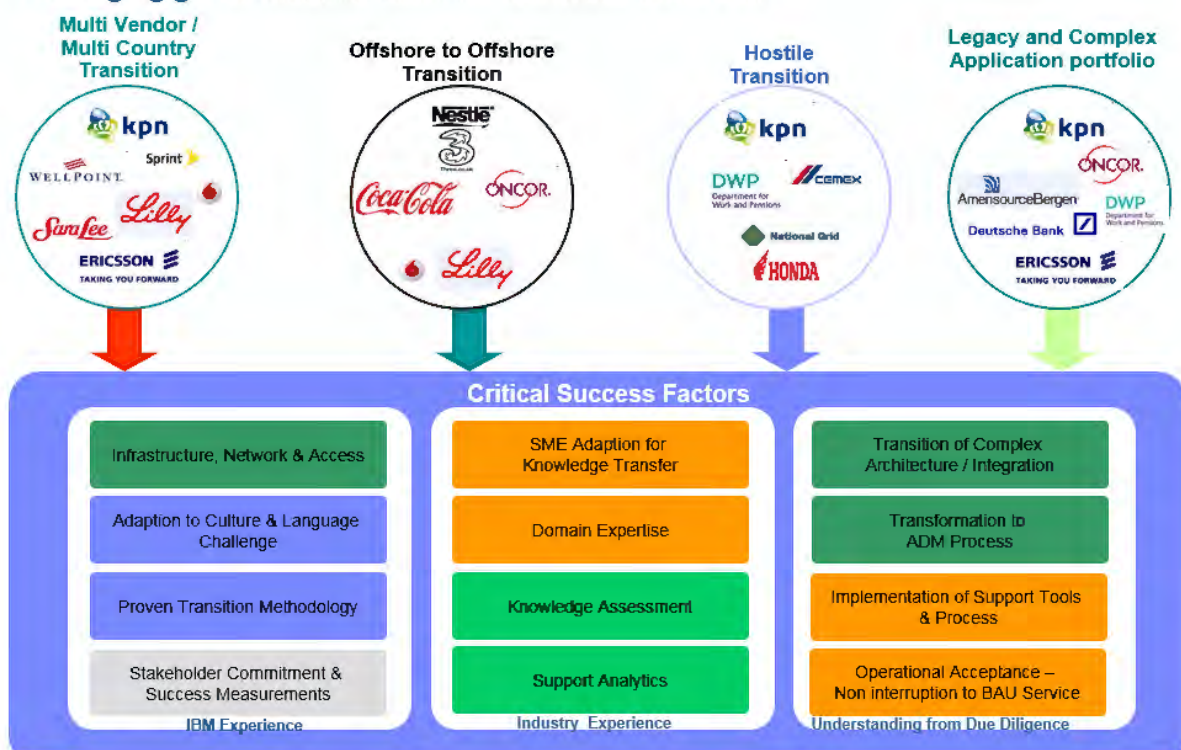 Multi Vendor /
Multi Country
Transition
kpn
Sprint
WELLPOINT
SaraLee
Lilly
ERICSSON
TAKING YOU FORWARD
Offshore to Offshore
Transition
Nestlé
3
Coca-Cola
ONCOR.
Lilly
Hostile
Transition
kpn
DWP
Department for
Work and Pensions
CEMEX
National Grid
HONDA
Legacy and Complex
Application portfolio
kpn
ONCOR.
AmerisourceBergen
DWP
Department for
Work and Pensions
Deutsche Bank
ERICSSON
TAKING YOU FORWARD
Critical Success Factors
Infrastructure, Network & Access
Adaption to Culture & Language
Challenge
Proven Transition Methodology
Stakeholder Commitment &
Success Measurements
IBM Experience
SME Adaption for
Knowledge Transfer
Domain Expertise
Knowledge Assessment
Support Analytics
Industry Experience
Transition of Complex
Architecture / Integration
Transformation to
ADM Process
Implementation of Support Tools
& Process
Operational Acceptance –
Non interruption to BAU Service
Understanding from Due Diligence